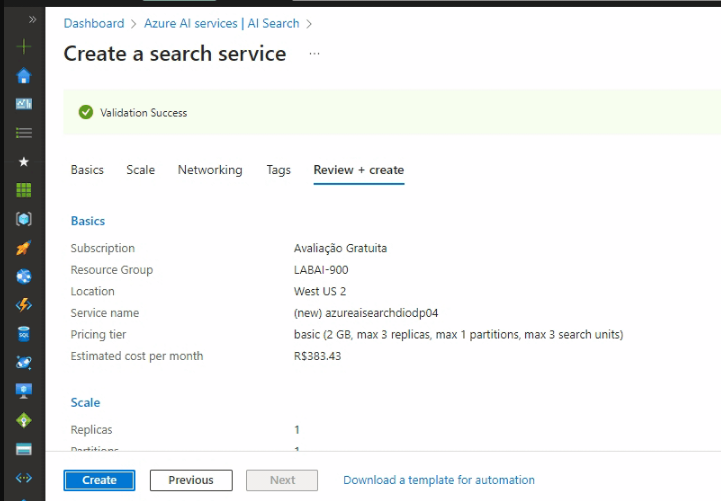 Dashboard > Azure AI services | AI Search >
Create a search service ...
Validation Success
Basics Scale Networking Tags Review + create
Basics
Subscription Avaliação Gratuita
Resource Group LABAI-900
Location West US 2
Service name (new) azureaisearchdiodp04
Pricing tier basic (2 GB, max 3 replicas, max 1 partitions, max 3 search units)
Estimated cost per month R$383.43
Scale
Replicas 1
Partitions 1
Create Previous Next Download a template for automation